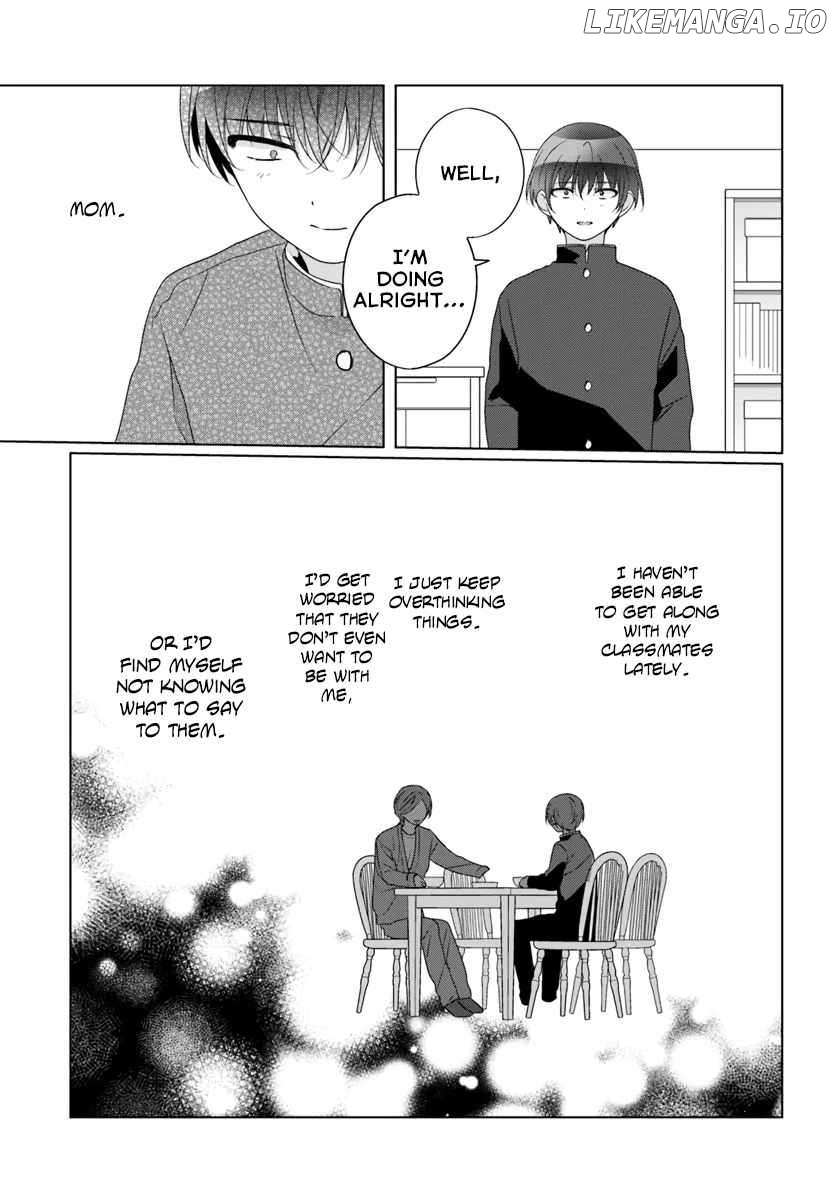 LIKEMANGA.IO
WELL,
I'M
DOING
ALRIGHT...
MOM.
I HAVEN'T
BEEN ABLE
TO GET ALONG
WITH MY
CLASSMATES
LATELY.
I JUST KEEP
OVERTHINKING
THINGS.
I'D GET
WORRIED
THAT THEY
DON'T EVEN
WANT TO
BE WITH
ME,
OR I'D
FIND MYSELF
NOT KNOWING
WHAT TO SAY
TO THEM.